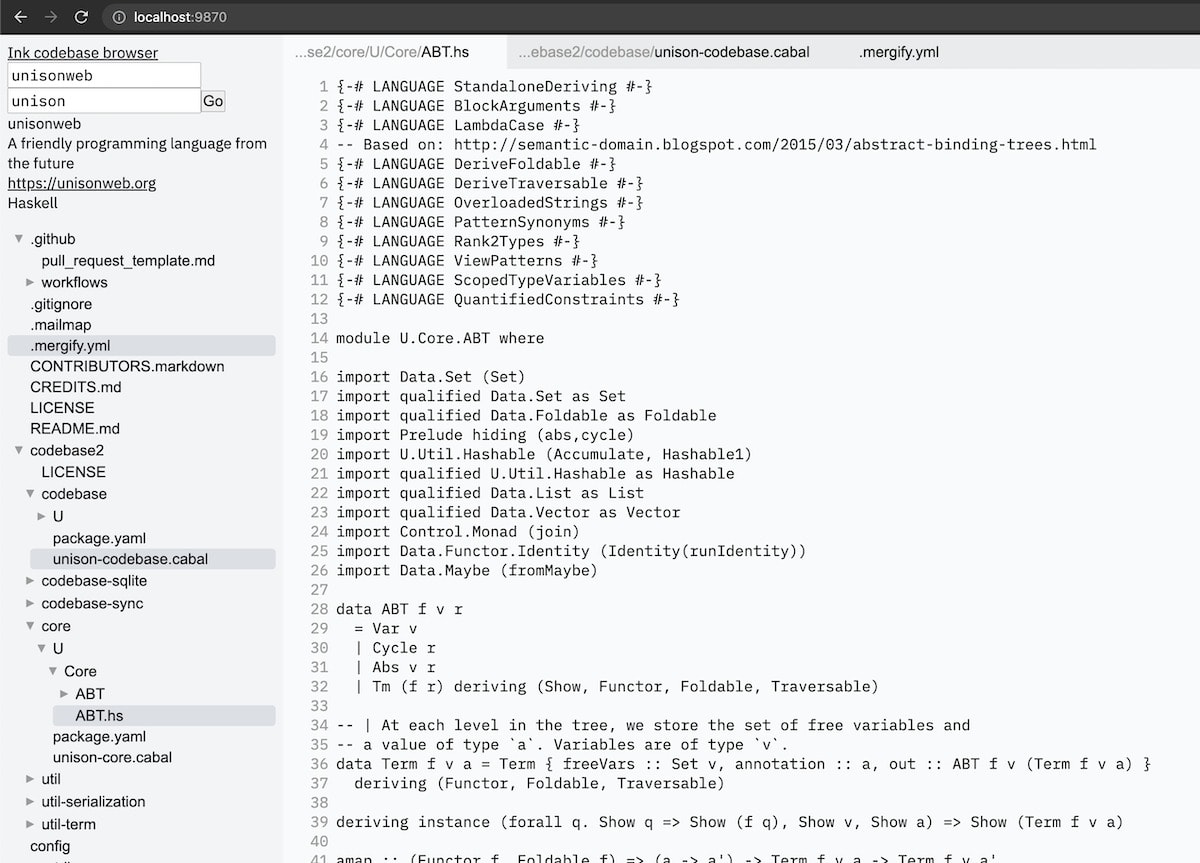 localhost:9870
Ink codebase browser
unisonweb
unison
Go
unisonweb
A friendly programming language from
the future
https://unisonweb.org
Haskell
.github
pull_request_template.md
workflows
.gitignore
.mailmap
.mergify.yml
CONTRIBUTORS.markdown
CREDITS.md
LICENSE
README.md
codebase2
LICENSE
codebase
U
package.yaml
unison-codebase.cabal
codebase-sqlite
codebase-sync
core
U
Core
ABT
ABT.hs
package.yaml
unison-core.cabal
util
util-serialization
util-term
config
...se2/core/U/Core/ABT.hs
...ebase2/codebase/unison-codebase.cabal
.mergify.yml
1 {-# LANGUAGE StandaloneDeriving #-}
2 {-# LANGUAGE BlockArguments #-}
3 {-# LANGUAGE LambdaCase #-}
4 -- Based on: http://semantic-domain.blogspot.com/2015/03/abstract-binding-trees.html
5 {-# LANGUAGE DeriveFoldable #-}
6 {-# LANGUAGE DeriveTraversable #-}
7 {-# LANGUAGE OverloadedStrings #-}
8 {-# LANGUAGE PatternSynonyms #-}
9 {-# LANGUAGE Rank2Types #-}
10 {-# LANGUAGE ViewPatterns #-}
11 {-# LANGUAGE ScopedTypeVariables #-}
12 {-# LANGUAGE QuantifiedConstraints #-}
13
14 module U.Core.ABT where
15
16 import Data.Set (Set)
17 import qualified Data.Set as Set
18 import qualified Data.Foldable as Foldable
19 import Prelude hiding (abs,cycle)
20 import U.Util.Hashable (Accumulate, Hashable1)
21 import qualified U.Util.Hashable as Hashable
22 import qualified Data.List as List
23 import qualified Data.Vector as Vector
24 import Control.Monad (join)
25 import Data.Functor.Identity (Identity(runIdentity))
26 import Data.Maybe (fromMaybe)
27
28 data ABT f v r
29   = Var v
30   | Cycle r
31   | Abs v r
32   | Tm (f r) deriving (Show, Functor, Foldable, Traversable)
33
34 -- | At each level in the tree, we store the set of free variables and
35 -- a value of type `a`. Variables are of type `v`.
36 data Term f v a = Term { freeVars :: Set v, annotation :: a, out :: ABT f v (Term f v a) }
37   deriving (Functor, Foldable, Traversable)
38
39 deriving instance (forall q. Show q => Show (f q), Show v, Show a) => Show (Term f v a)
40
41 amap :: (Functor f, Foldable f) => (a -> a') -> Term f v a -> Term f v a'